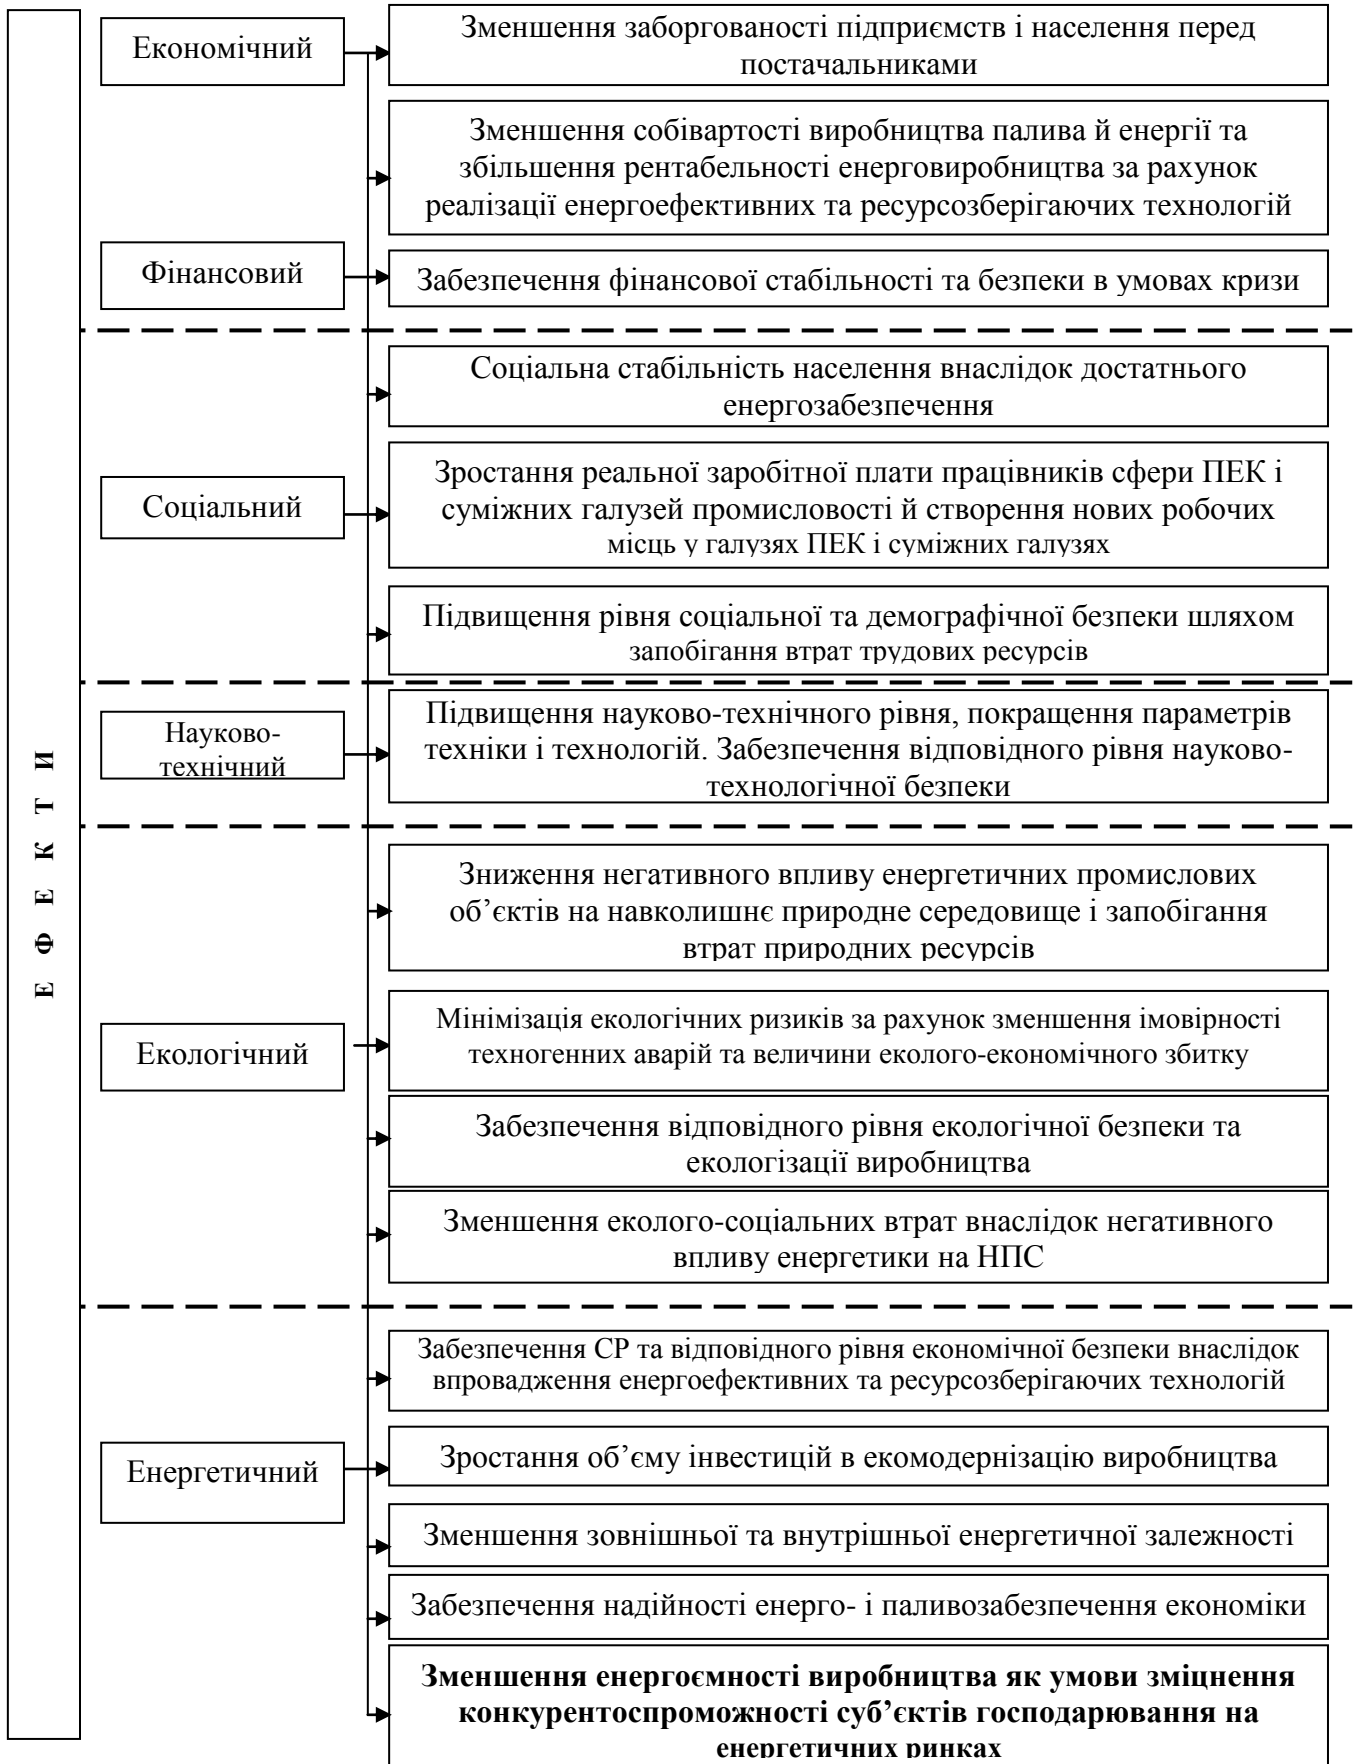 Е Ф Е К Т И
Економічний
Зменшення заборгованості підприємств і населення перед
постачальниками
Зменшення собівартості виробництва палива й енергії та
збільшення рентабельності енерговиробництва за рахунок
реалізації енергоефективних та ресурсозберігаючих технологій
Фінансовий
Забезпечення фінансової стабільності та безпеки в умовах кризи
Соціальна стабільність населення внаслідок достатнього
енергозабезпечення
Соціальний
Зростання реальної заробітної плати працівників сфери ПЕК і
суміжних галузей промисловості й створення нових робочих
місць у галузях ПЕК і суміжних галузях
Підвищення рівня соціальної та демографічної безпеки шляхом
запобігання втрат трудових ресурсів
Науково-
технічний
Підвищення науково-технічного рівня, покращення параметрів
техніки і технологій. Забезпечення відповідного рівня науково-
технологічної безпеки
Зниження негативного впливу енергетичних промислових
об’єктів на навколишнє природне середовище і запобігання
втрат природних ресурсів
Екологічний
Мінімізація екологічних ризиків за рахунок зменшення імовірності
техногенних аварій та величини еколого-економічного збитку
Забезпечення відповідного рівня екологічної безпеки та
екологізації виробництва
Зменшення еколого-соціальних втрат внаслідок негативного
впливу енергетики на НПС
Забезпечення СР та відповідного рівня економічної безпеки внаслідок
впровадження енергоефективних та ресурсозберігаючих технологій
Енергетичний
Зростання об’єму інвестицій в екомодернізацію виробництва
Зменшення зовнішньої та внутрішньої енергетичної залежності
Забезпечення надійності енерго- і паливозабезпечення економіки
Зменшення енергоємності виробництва як умови зміцнення
конкурентоспроможності суб’єктів господарювання на
енергетичних ринках